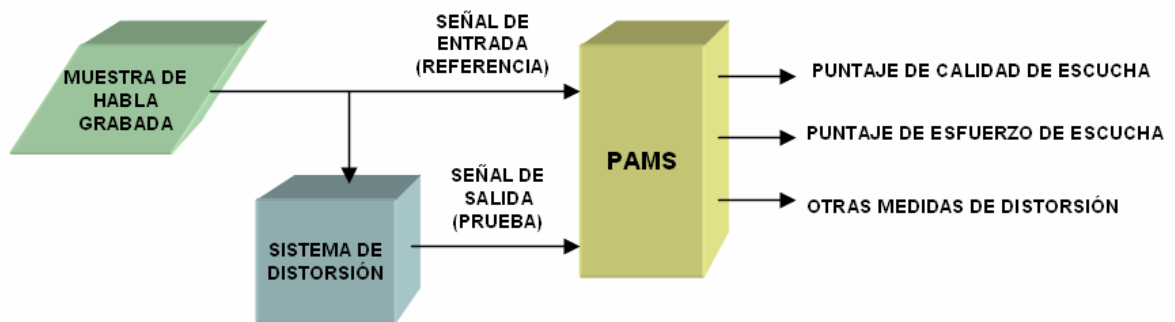 MUESTRA DE
HABLA
GRABADA
SEÑAL DE
ENTRADA
(REFERENCIA)
SISTEMA DE
DISTORSIÓN
SEÑAL DE
SALIDA
(PRUEBA)
PAMS
PUNTAJE DE CALIDAD DE ESCUCHA
PUNTAJE DE ESFUERZO DE ESCUCHA
OTRAS MEDIDAS DE DISTORSIÓN